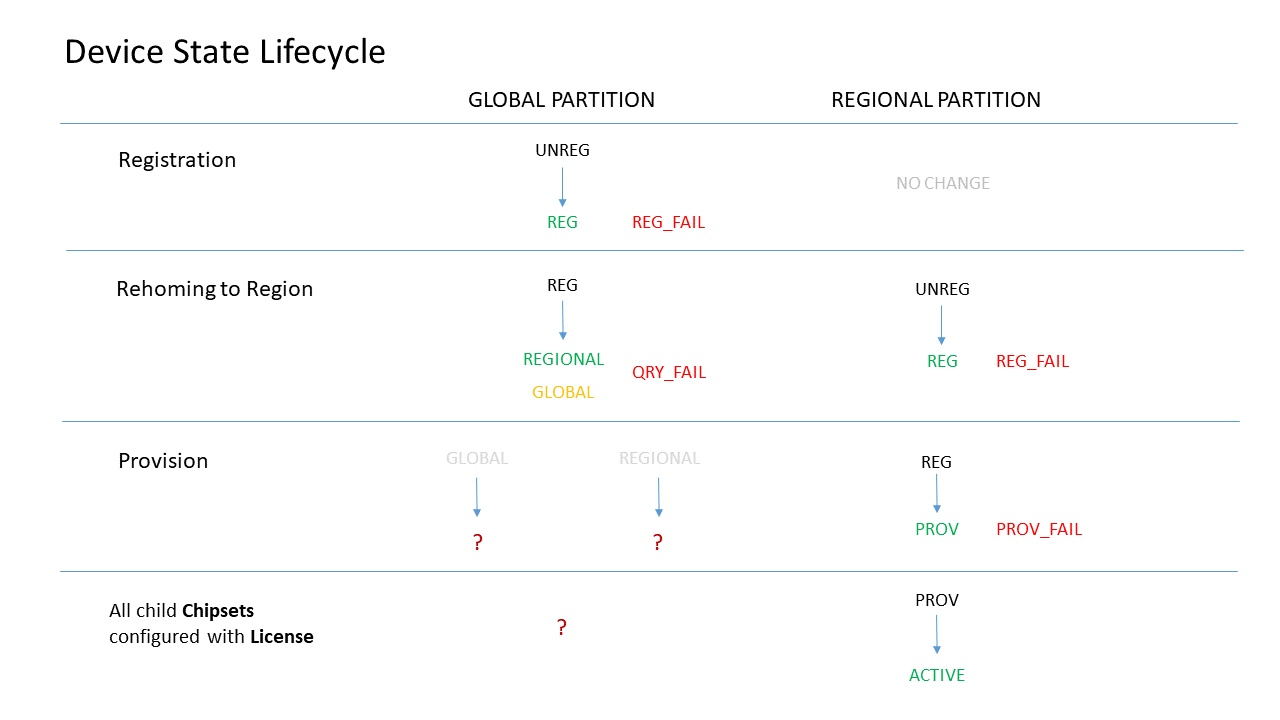 Device State Lifecycle
GLOBAL PARTITION
REGIONAL PARTITION
Registration
UNREG
NO CHANGE
REG
REG_FAIL
Rehoming to Region
REG
UNREG
REGIONAL
QRY_FAIL
GLOBAL
REG
REG_FAIL
Provision
GLOBAL
REGIONAL
REG
?
?
PROV
PROV_FAIL
All child Chipsets
configured with License
?
PROV
ACTIVE